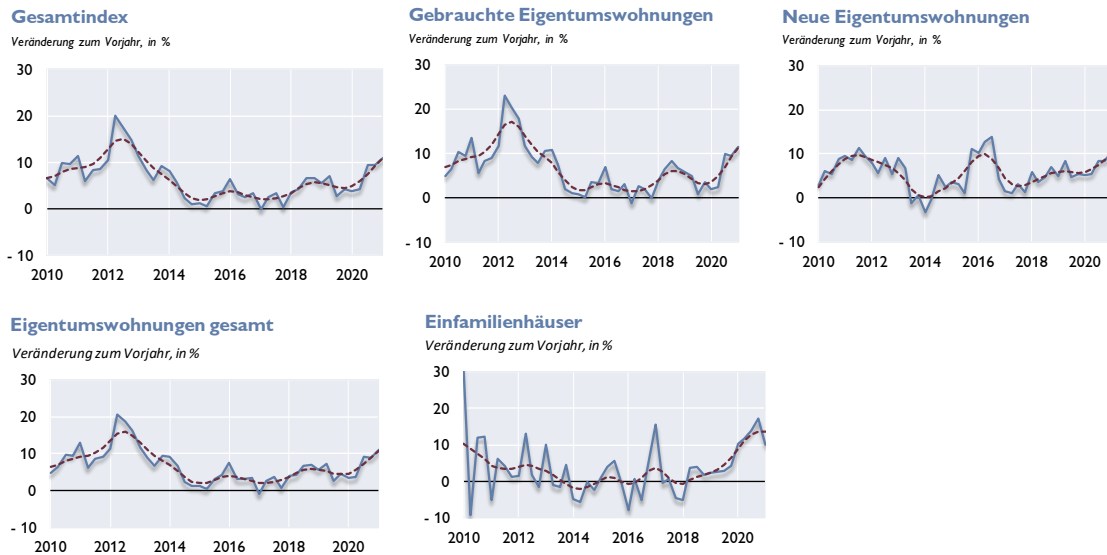 Gesamtindex
Veränderung zum Vorjahr, in %
30
20
10
0
- 10
2010 2012 2014 2016 2018 2020
Gebrauchte Eigentumswohnungen
Veränderung zum Vorjahr, in %
30
20
10
0
- 10
2010 2012 2014 2016 2018 2020
Neue Eigentumswohnungen
Veränderung zum Vorjahr, in %
30
20
10
0
- 10
2010 2012 2014 2016 2018 2020
Eigentumswohnungen gesamt
Veränderung zum Vorjahr, in %
30
20
10
0
- 10
2010 2012 2014 2016 2018 2020
Einfamilienhäuser
Veränderung zum Vorjahr, in %
30
20
10
0
- 10
2010 2012 2014 2016 2018 2020